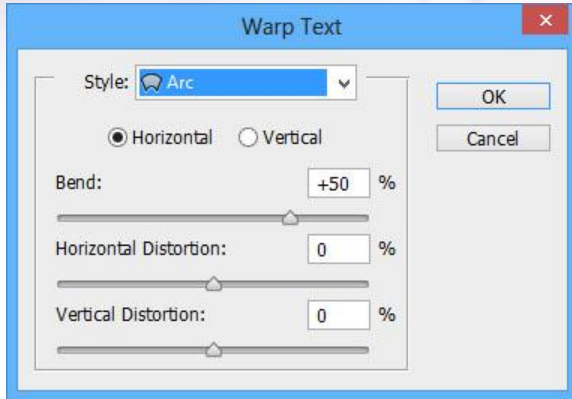 Warp Text
Style: Arc
OK
Horizontal Vertical
Cancel
Bend: +50 %
Horizontal Distortion: 0 %
Vertical Distortion: 0 %